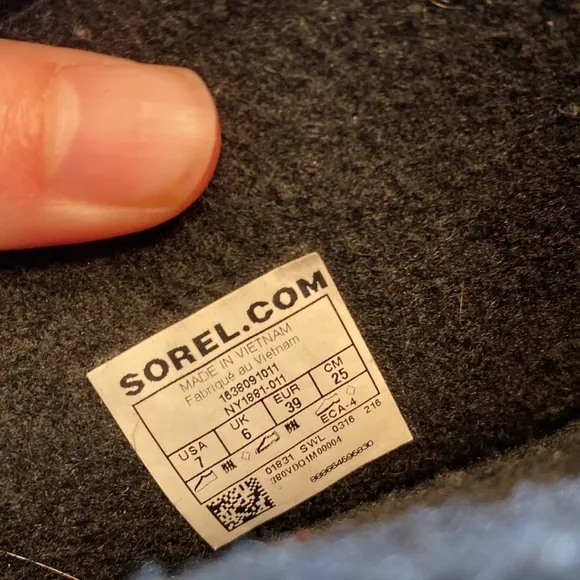 SOREL.COM
MADE IN VIETNAM
Fabriqué au Vietnam
1638091011
NY1881-011
USA UK EUR CM
7 6 39 25
ECA-4
01831 SWL 0316 216